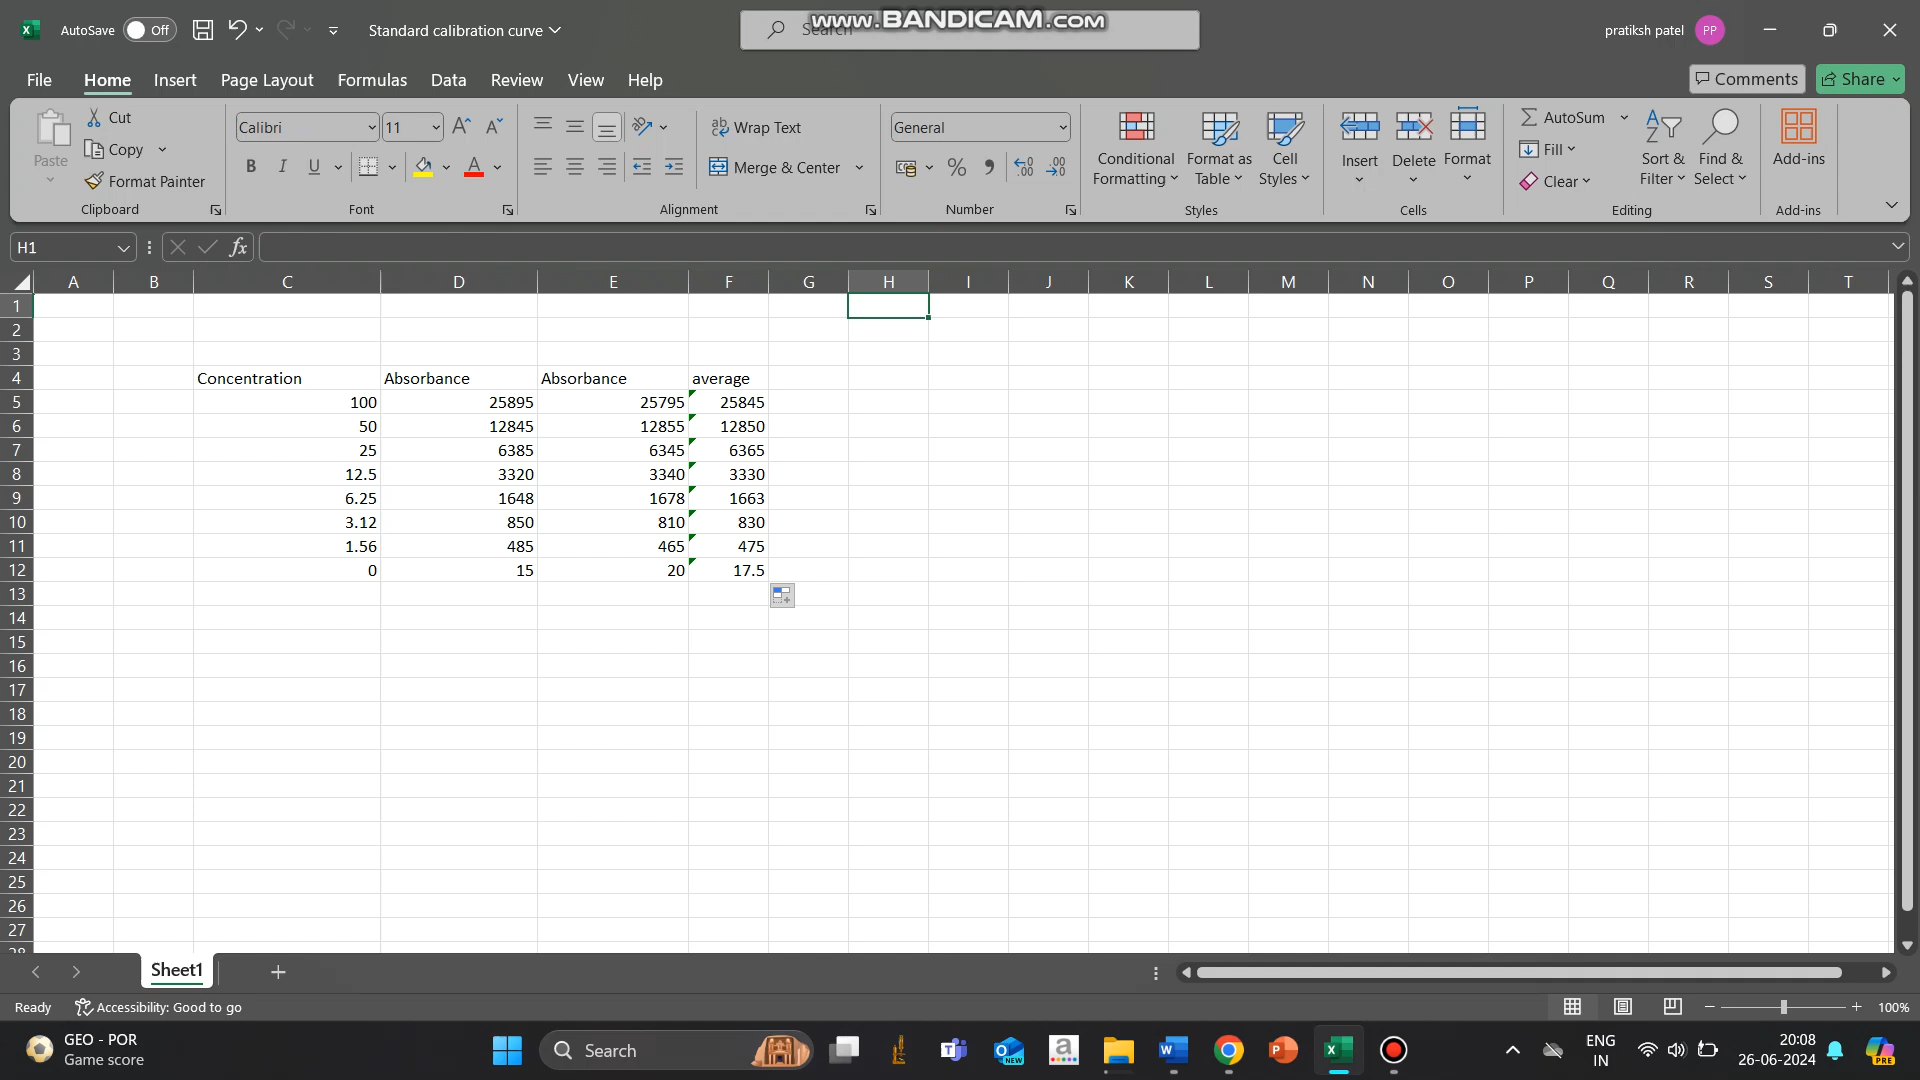 AutoSave Off Standard calibration curve www.BANDICAM.com Search pratiksh patel PP
File Home Insert Page Layout Formulas Data Review View Help Comments Share
Paste Cut Copy Format Painter Clipboard
Calibri 11 B I U A Font
Wrap Text Merge & Center Alignment
General % Number
Conditional Formatting Format as Table Cell Styles Styles
Insert Delete Format Cells
AutoSum Fill Clear Sort & Filter Find & Select Editing
Add-ins Add-ins
H1 fx
A B C D E F G H I J K L M N O P Q R S T
1
2
3
4 Concentration Absorbance Absorbance average
5 100 25895 25795 25845
6 50 12845 12855 12850
7 25 6385 6345 6365
8 12.5 3320 3340 3330
9 6.25 1648 1678 1663
10 3.12 850 810 830
11 1.56 485 465 475
12 0 15 20 17.5
13
14
15
16
17
18
19
20
21
22
23
24
25
26
27
28
Sheet1
Ready Accessibility: Good to go 100%
GEO - POR
Game score
Search
ENG
IN
20:08
26-06-2024